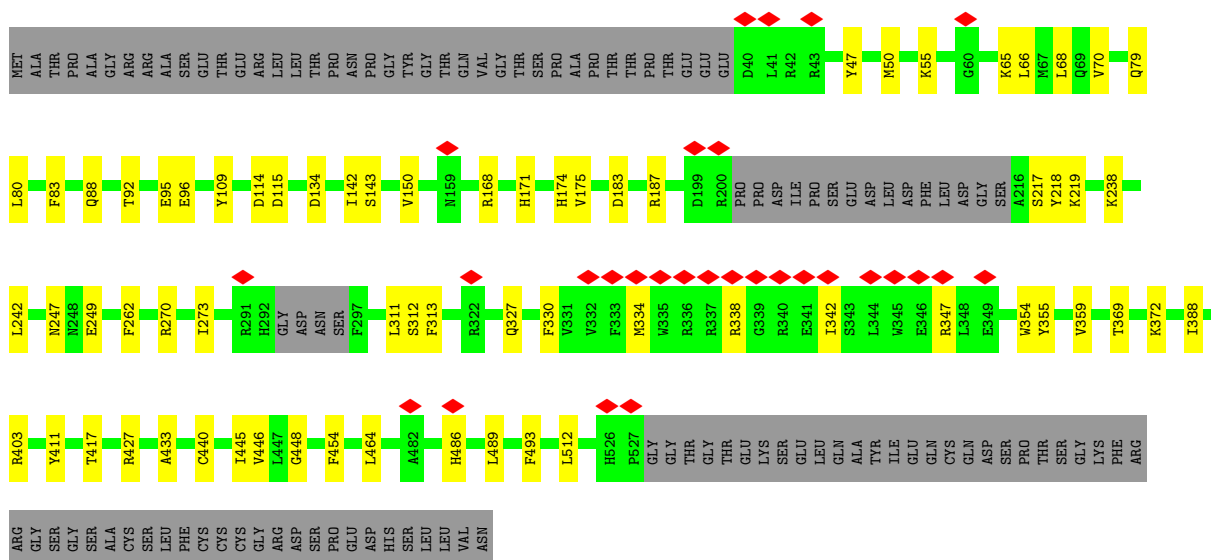 MET ALA THR PRO ALA GLY ARG ARG ALA SER GLU THR GLU ARG LEU LEU THR PRO ASN PRO GLY TYR GLY THR GLN VAL GLY THR SER PRO ALA PRO THR THR PRO THR GLU GLU GLU D40 L41 R42 R43 Y47 M50 K55 G60 K65 L66 M67 L68 Q69 V70 Q79
L80 F83 Q88 T92 E95 E96 Y109 D114 D115 D134 I142 S143 V150 N159 R168 H171 H174 V175 D183 R187 D199 R200 PRO PRO ASP ILE PRO SER GLU ASP LEU ASP PHE LEU ASP GLY SER A216 S217 Y218 K219 K238
L242 N247 N248 E249 F262 R270 I273 R291 H292 GLY ASP ASN SER F297 L311 S312 F313 R322 Q327 F330 V331 V332 F333 M334 W335 R336 R337 R338 G339 R340 E341 I342 S343 L344 W345 E346 R347 L348 E349 W354 Y355 V359 T369 K372 I388
R403 Y411 T417 R427 A433 C440 I445 V446 L447 G448 F454 L464 A482 H486 L489 F493 L512 H526 P527 GLY GLY THR GLY THR GLU LYS SER GLU LEU GLN ALA TYR ILE GLU GLN CYS GLN ASP SER PRO THR SER GLY LYS PHE ARG
ARG GLY SER GLY SER ALA CYS SER LEU PHE CYS CYS CYS GLY ARG ASP SER PRO GLU ASP HIS SER LEU LEU VAL ASN